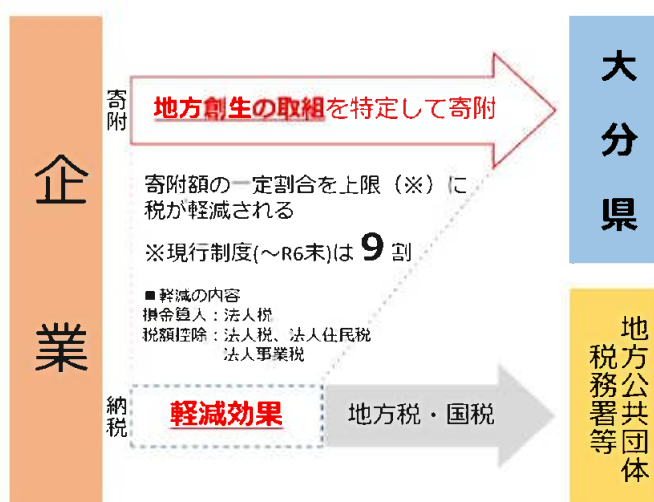 企業
寄附
地方創生の取組を特定して寄附
大分県
寄附額の一定割合を上限（※）に
税が軽減される
※現行制度(～R6末)は 9 割
■軽減の内容
損金算入：法人税
税額控除：法人税、法人住民税
法人事業税
納税
軽減効果
地方税・国税
地方公共団体
税務署等